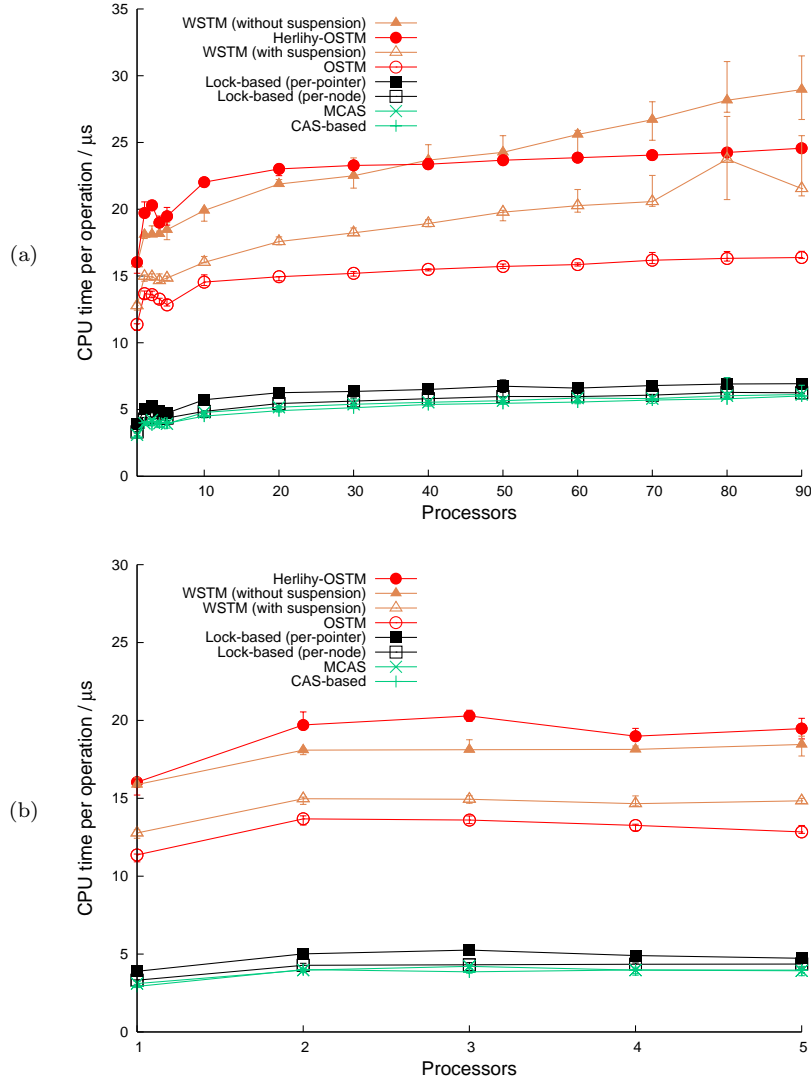 35
30
25
20
15
10
5
0
CPU time per operation / µs
WSTM (without suspension)
Herlihy-OSTM
WSTM (with suspension)
OSTM
Lock-based (per-pointer)
Lock-based (per-node)
MCAS
CAS-based
(a)
10 20 30 40 50 60 70 80 90
Processors
30
25
20
15
10
5
0
CPU time per operation / µs
Herlihy-OSTM
WSTM (without suspension)
WSTM (with suspension)
OSTM
Lock-based (per-pointer)
Lock-based (per-node)
MCAS
CAS-based
(b)
1 2 3 4 5
Processors